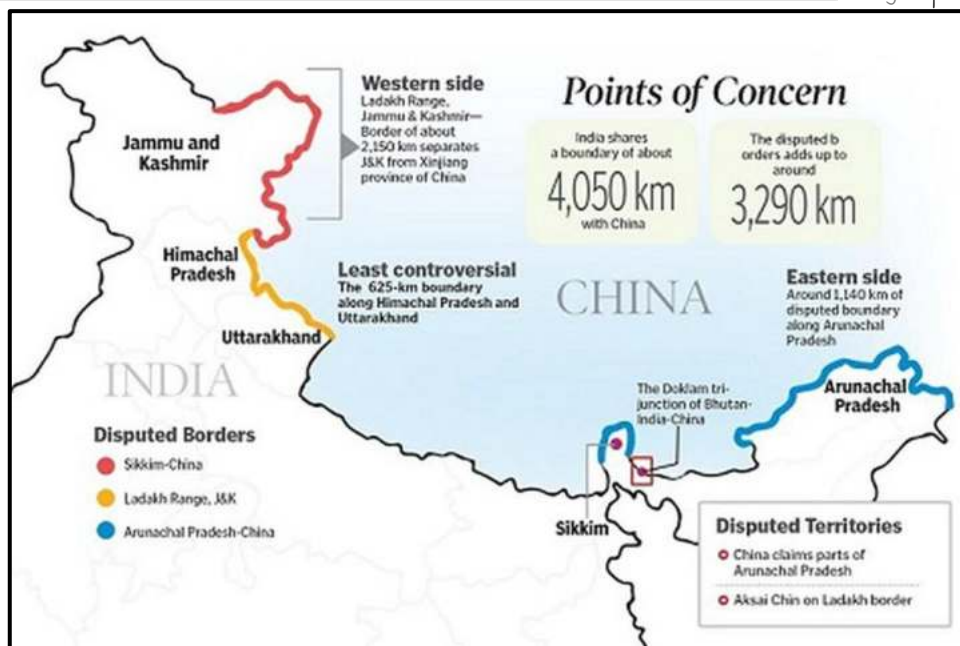 Points of Concern
Western side
Ladakh Range,
Jammu & Kashmir—
Border of about
2,150 km separates
J&K from Xinjiang
province of China
India shares
a boundary of about
4,050 km
with China
The disputed b
orders adds up to
around
3,290 km
Jammu and
Kashmir
Himachal
Pradesh
Least controversial
The 625-km boundary
along Himachal Pradesh and
Uttarakhand
Uttarakhand
CHINA
Eastern side
Around 1,140 km of
disputed boundary
along Arunachal
Pradesh
INDIA
The Doklam tri-
junction of Bhutan-
India-China
Arunachal
Pradesh
Disputed Borders
Sikkim-China
Ladakh Range, J&K
Arunachal Pradesh-China
Sikkim
Disputed Territories
China claims parts of
Arunachal Pradesh
Aksai Chin on Ladakh border